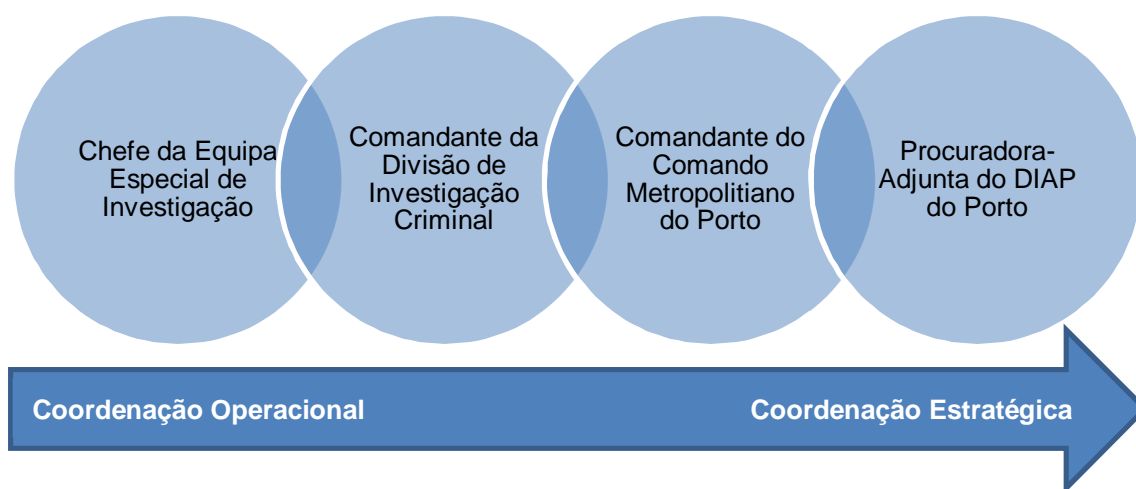 Chefe da Equipa
Especial de
Investigação
Comandante da
Divisão de
Investigação
Criminal
Comandante do
Comando
Metropolitiano
do Porto
Procuradora-
Adjunta do DIAP
do Porto
Coordenação Operacional
Coordenação Estratégica